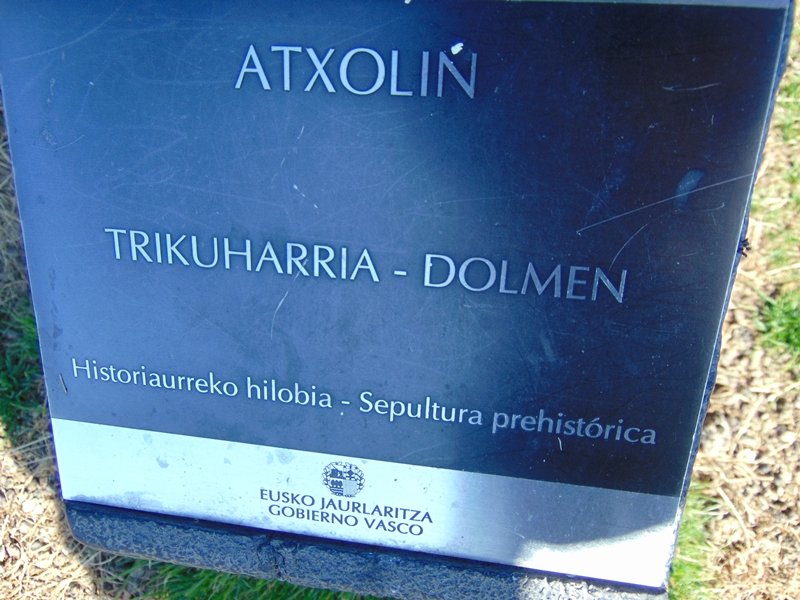 ATXOLIN
TRIKUHARRIA - DOLMEN
Historiaurreko hilobia - Sepultura prehistórica
EUSKO JAURLARITZA
GOBIERNO VASCO